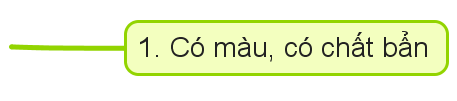 1. Có màu, có chất bẩn